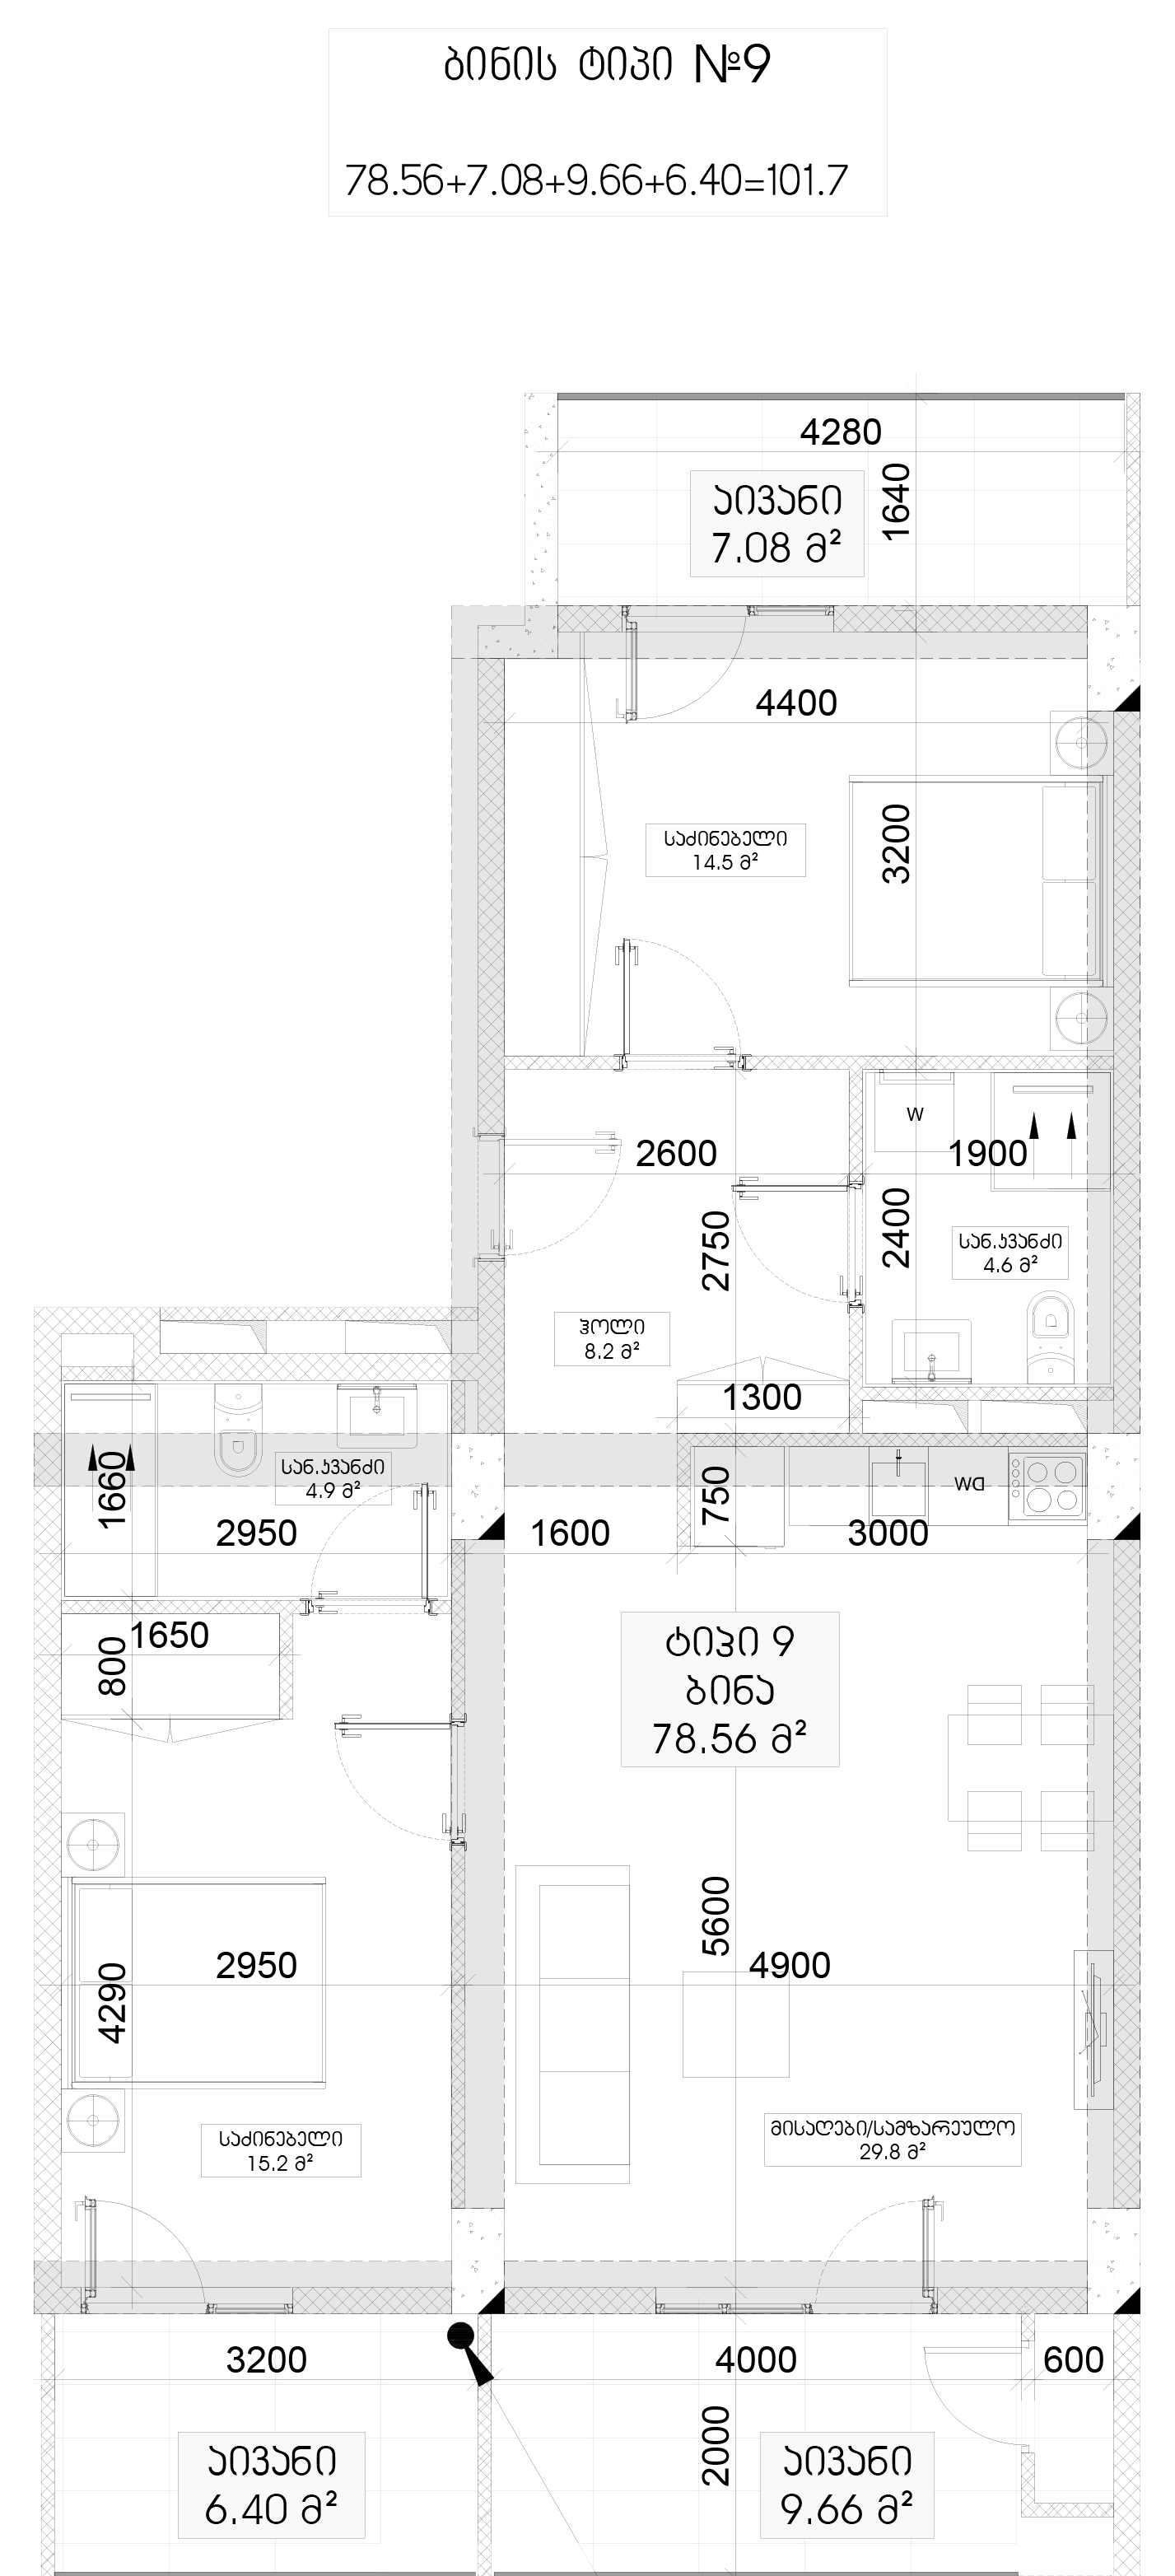 ბინის ტიპი №9
78.56+7.08+9.66+6.40=101.7
4280
1640
აივანი
7.08 მ²
4400
3200
საძინებელი
14.5 მ²
W
2600
1900
2750
2400
სან.კვანძი
4.6 მ²
ჰოლი
8.2 მ²
1300
სან.კვანძი
4.9 მ²
1660
2950
1600
750
DW
3000
1650
800
ტიპი 9
ბინა
78.56 მ²
5600
2950
4900
4290
საძინებელი
15.2 მ²
მისაღები/სამზარეულო
29.8 მ²
3200
4000
600
2000
აივანი
6.40 მ²
აივანი
9.66 მ²